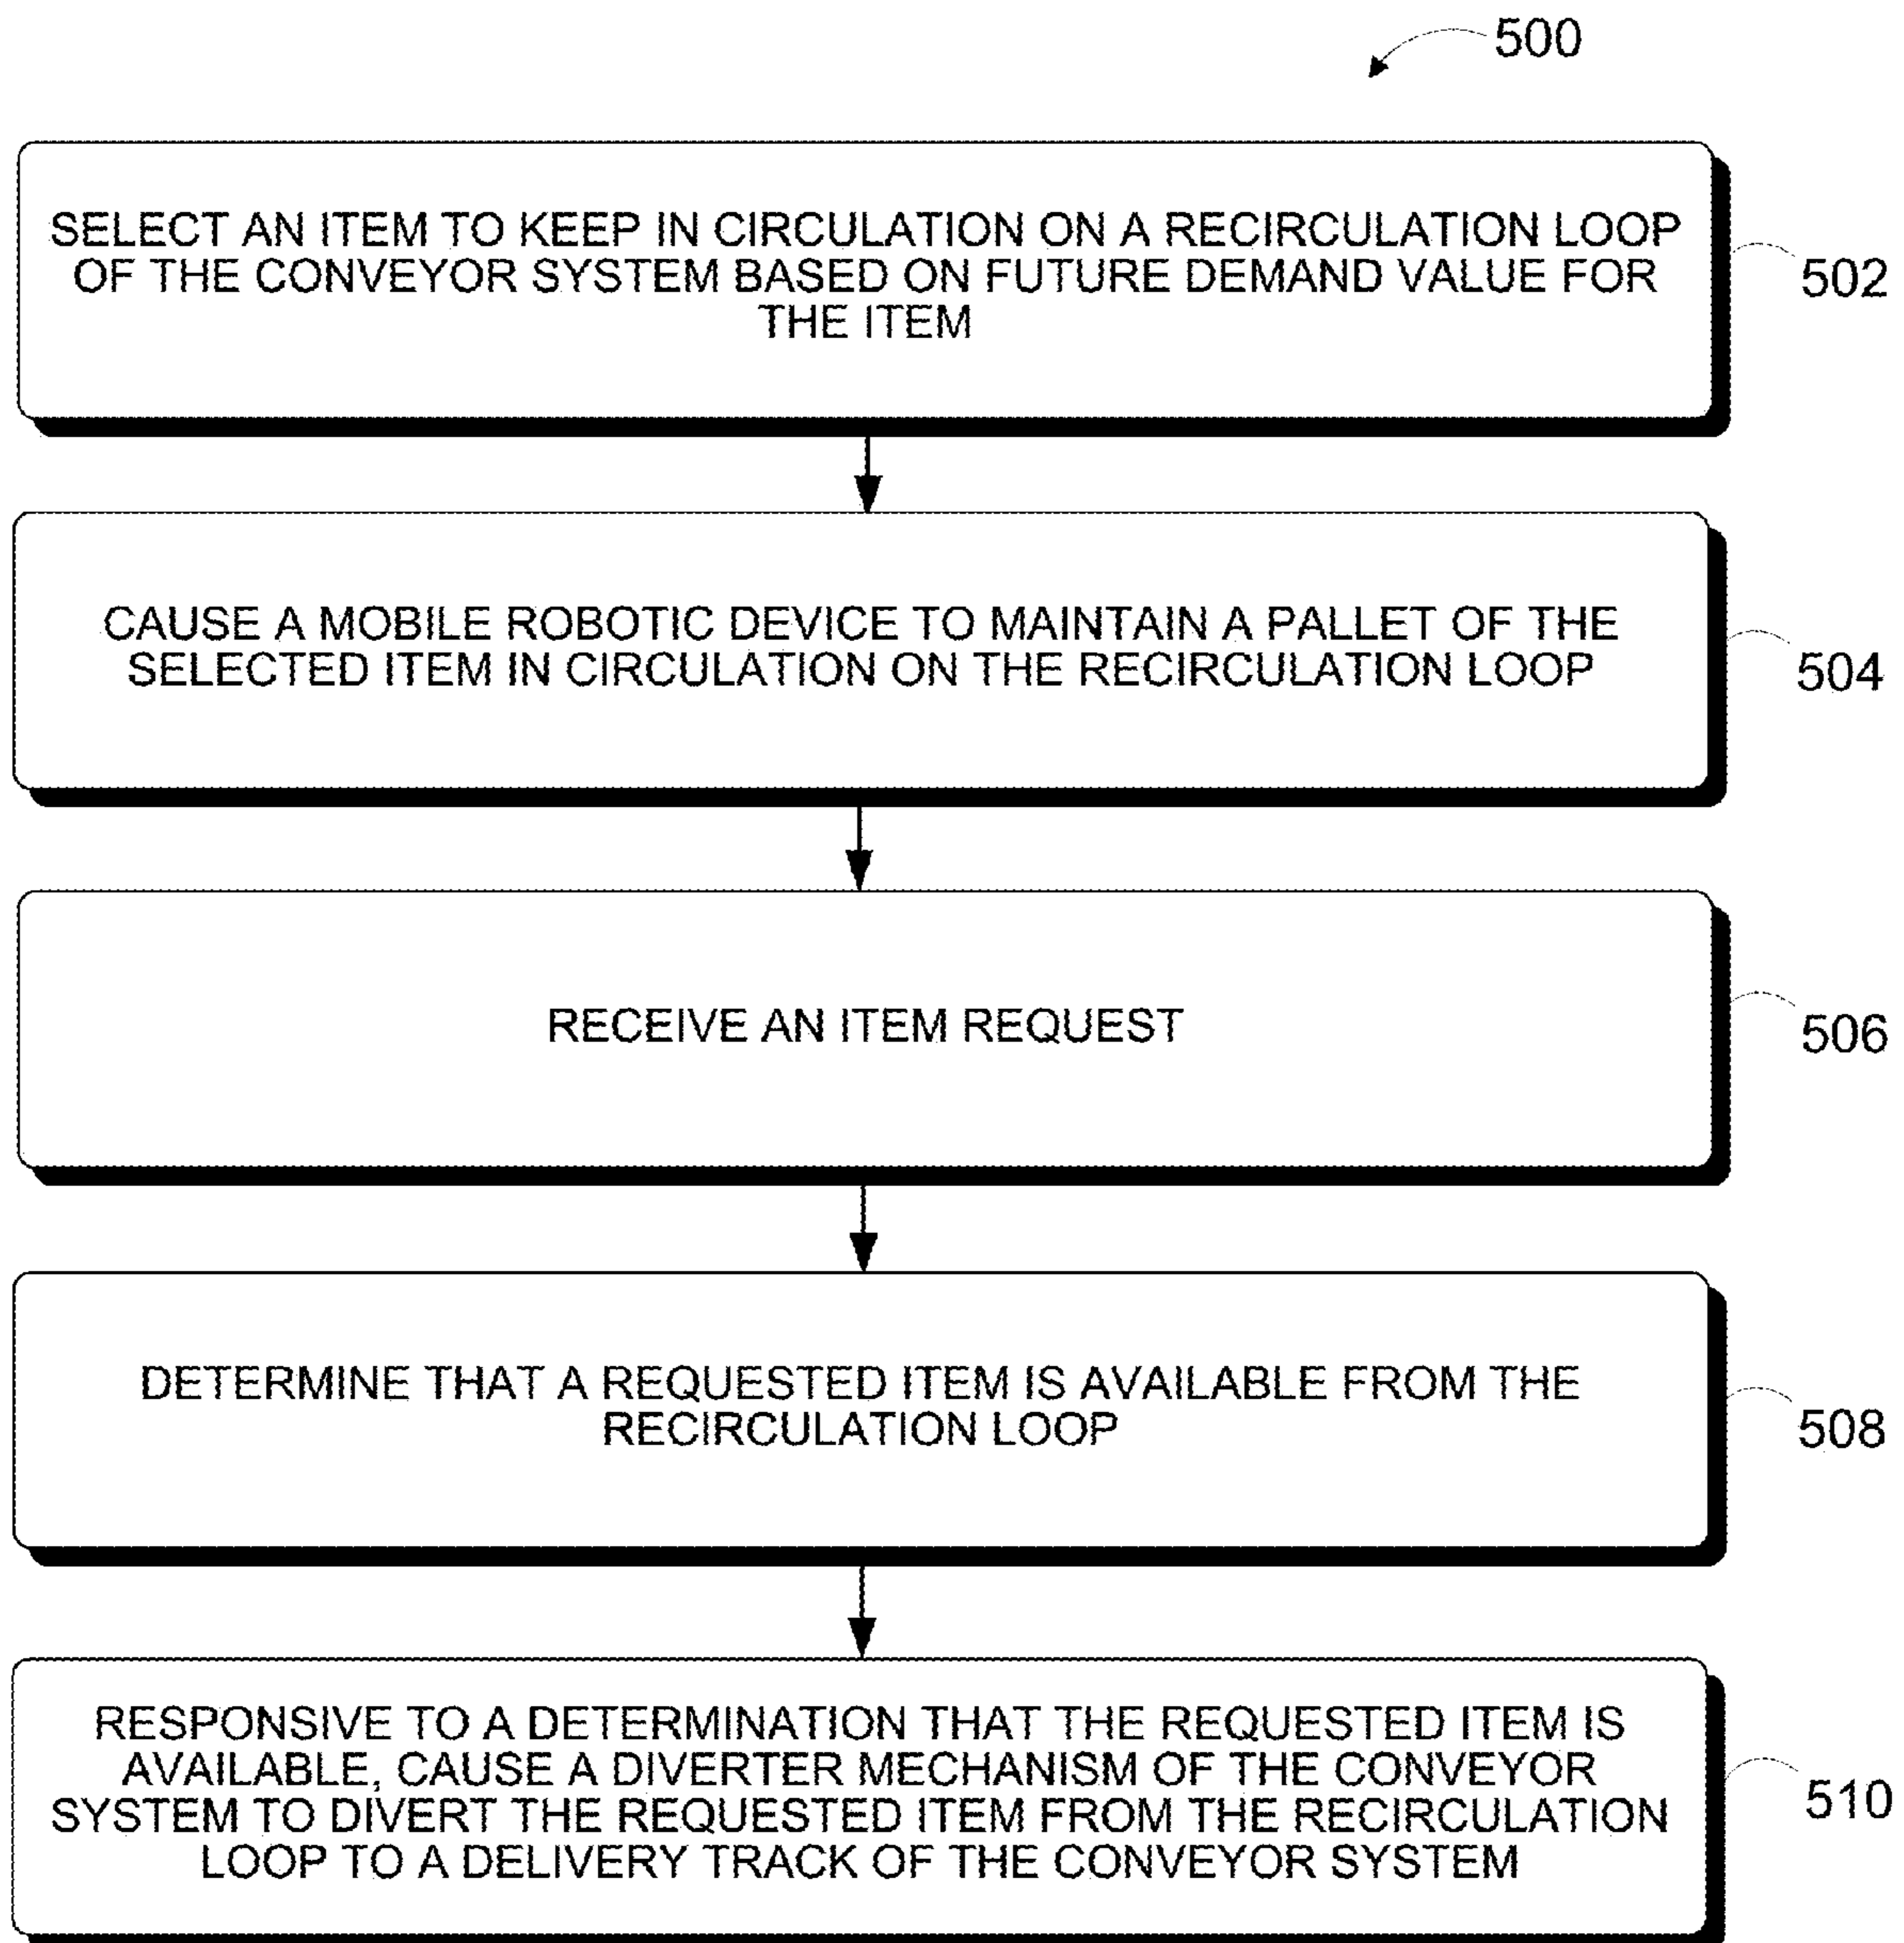 500
SELECT AN ITEM TO KEEP IN CIRCULATION ON A RECIRCULATION LOOP
OF THE CONVEYOR SYSTEM BASED ON FUTURE DEMAND VALUE FOR
THE ITEM
502
CAUSE A MOBILE ROBOTIC DEVICE TO MAINTAIN A PALLET OF THE
SELECTED ITEM IN CIRCULATION ON THE RECIRCULATION LOOP
504
RECEIVE AN ITEM REQUEST
506
DETERMINE THAT A REQUESTED ITEM IS AVAILABLE FROM THE
RECIRCULATION LOOP
508
RESPONSIVE TO A DETERMINATION THAT THE REQUESTED ITEM IS
AVAILABLE, CAUSE A DIVERTER MECHANISM OF THE CONVEYOR
SYSTEM TO DIVERT THE REQUESTED ITEM FROM THE RECIRCULATION
LOOP TO A DELIVERY TRACK OF THE CONVEYOR SYSTEM
510